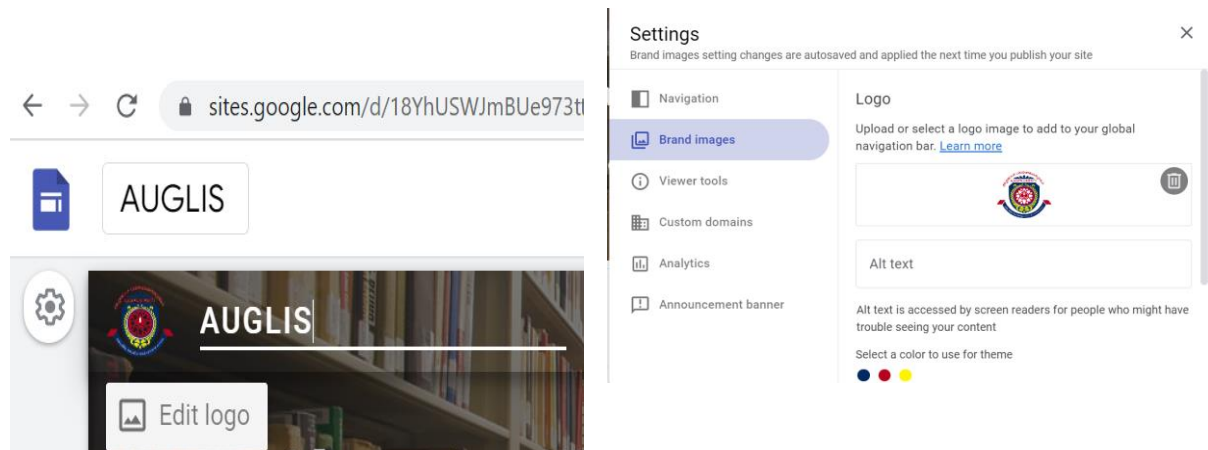 sites.google.com/d/18YhUSWJmBUe973tt
AUGLIS
AUGLIS
Edit logo
Settings
Brand images setting changes are autosaved and applied the next time you publish your site
Navigation
Brand images
Viewer tools
Custom domains
Analytics
Announcement banner
Logo
Upload or select a logo image to add to your global
navigation bar. Learn more
Alt text
Alt text is accessed by screen readers for people who might have
trouble seeing your content
Select a color to use for theme